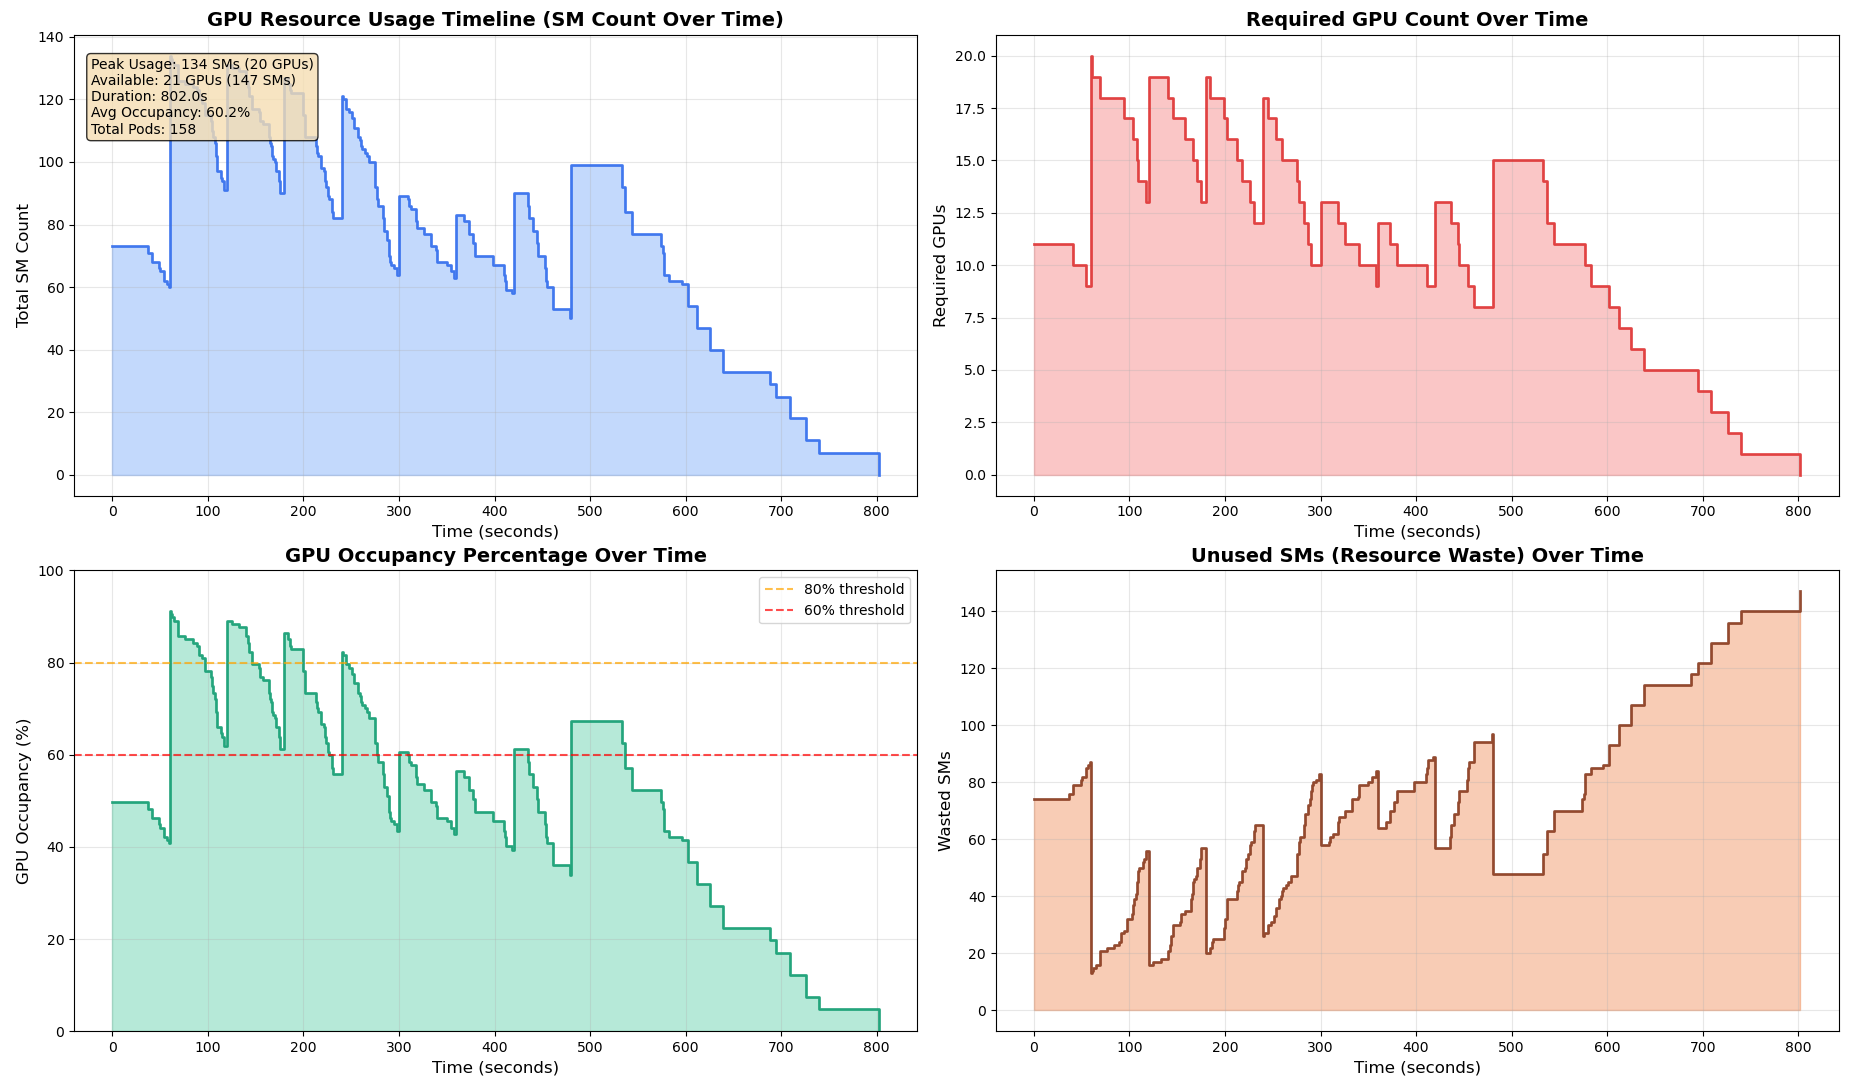 GPU Resource Usage Timeline (SM Count Over Time)
Total SM Count
140
120
100
80
60
40
20
0
Peak Usage: 134 SMs (20 GPUs)
Available: 21 GPUs (147 SMs)
Duration: 802.0s
Avg Occupancy: 60.2%
Total Pods: 158
0 100 200 300 400 500 600 700 800
Time (seconds)
Required GPU Count Over Time
Required GPUs
20.0
17.5
15.0
12.5
10.0
7.5
5.0
2.5
0.0
0 100 200 300 400 500 600 700 800
Time (seconds)
GPU Occupancy Percentage Over Time
GPU Occupancy (%)
100
80
60
40
20
0
80% threshold
60% threshold
0 100 200 300 400 500 600 700 800
Time (seconds)
Unused SMs (Resource Waste) Over Time
Wasted SMs
140
120
100
80
60
40
20
0
0 100 200 300 400 500 600 700 800
Time (seconds)